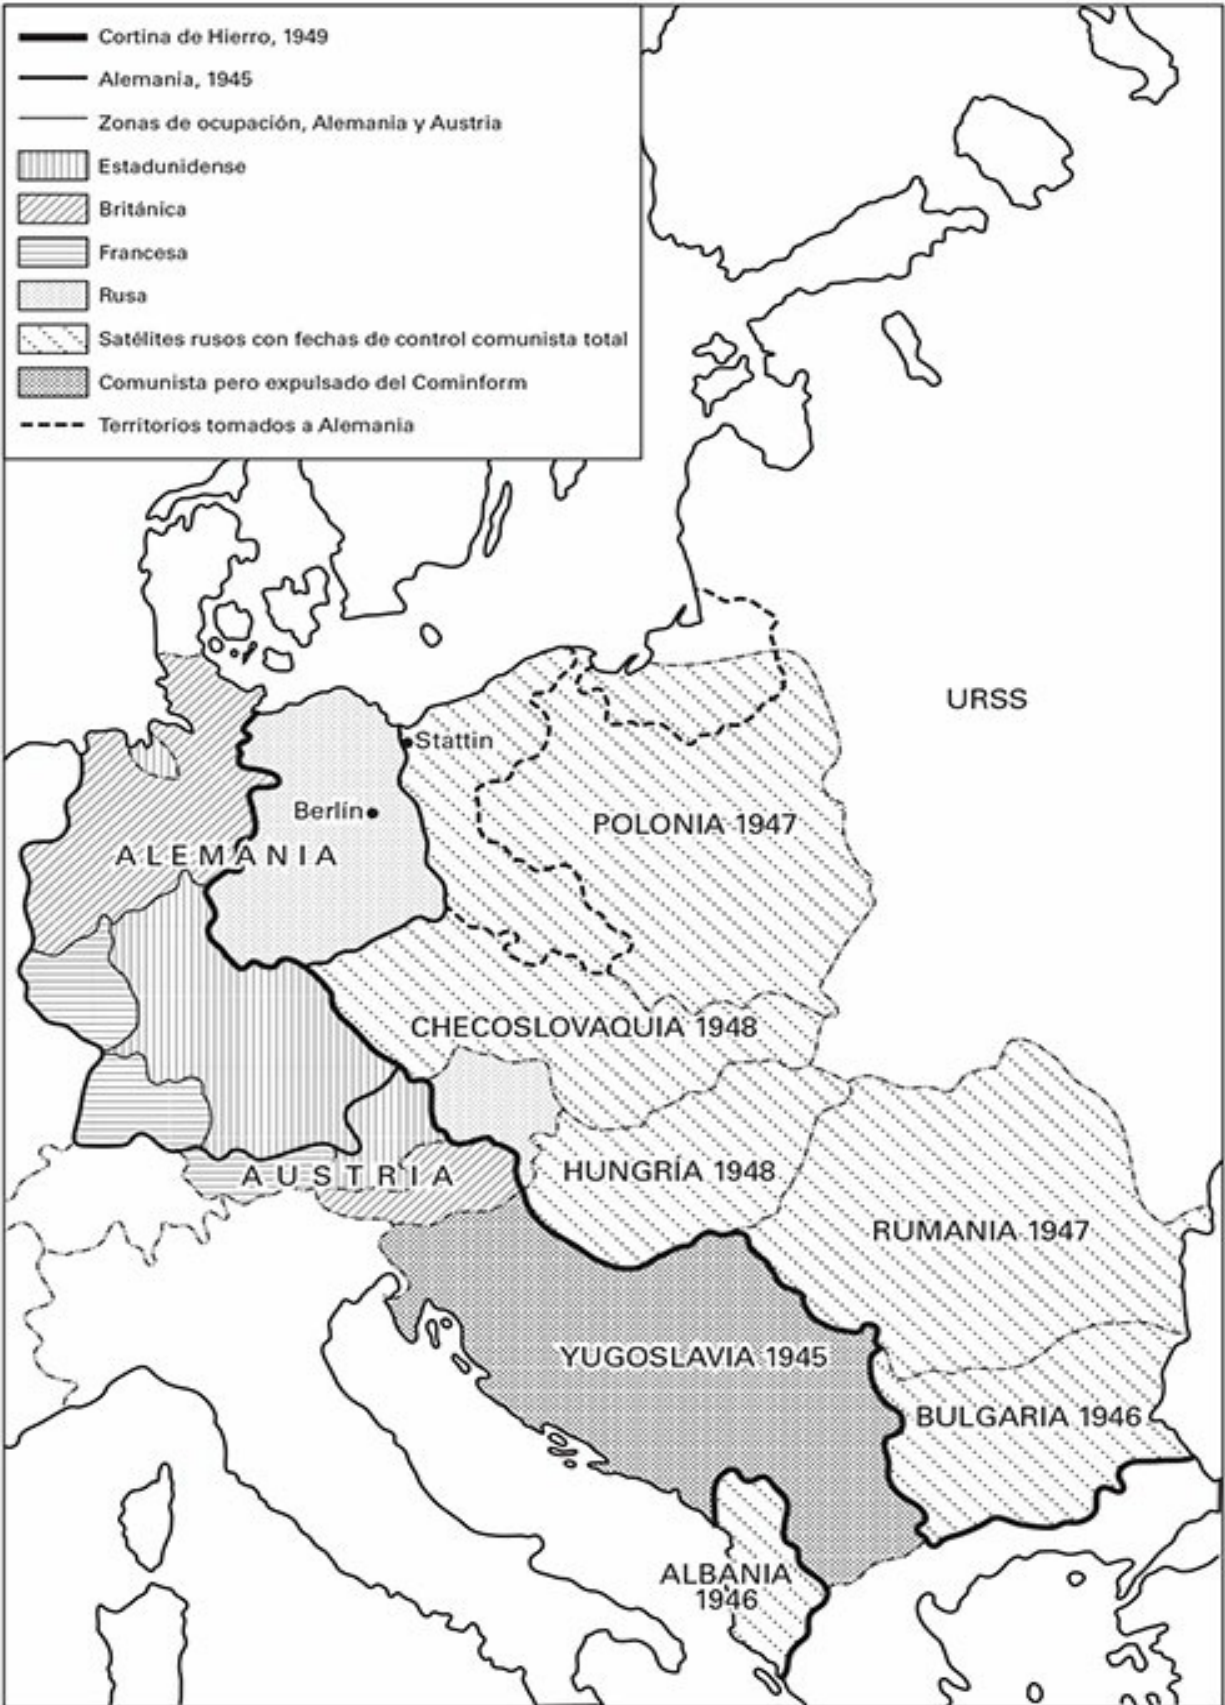 Cortina de Hierro, 1949
Alemania, 1945
Zonas de ocupación, Alemania y Austria
Estadunidense
Británica
Francesa
Rusa
Satélites rusos con fechas de control comunista total
Comunista pero expulsado del Cominform
Territorios tomados a Alemania
URSS
Stattin
Berlín
POLONIA 1947
ALEMANIA
CHECOSLOVAQUIA 1948
HUNGRÍA 1948
AUSTRIA
RUMANIA 1947
YUGOSLAVIA 1945
BULGARIA 1946
ALBANIA
1946